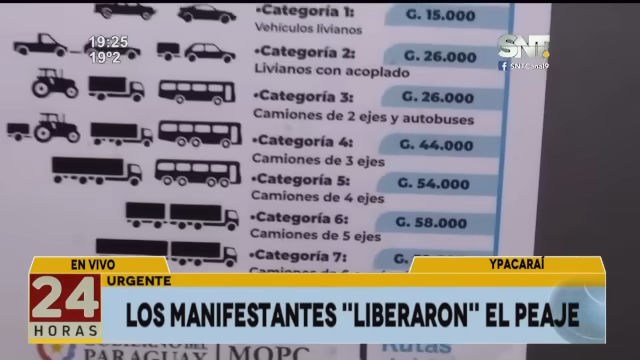 •Categoría 1:
G. 15.000
Vehículos livianos
19:25
19°2
SNT
SNTCanal9
•Categoría 2:
G. 26.000
Livianos con acoplado
•Categoría 3:
G. 26.000
Camiones de 2 ejes y autobuses
•Categoría 4:
G. 44.000
Camiones de 3 ejes
•Categoría 5:
G. 54.000
Camiones de 4 ejes
•Categoría 6:
G. 58.000
Camiones de 5 ejes
•Categoría 7:
EN VIVO
YPACARAÍ
URGENTE
24
HORAS
LOS MANIFESTANTES "LIBERARON" EL PEAJE
PARAGUAY
MOPC
Rutas